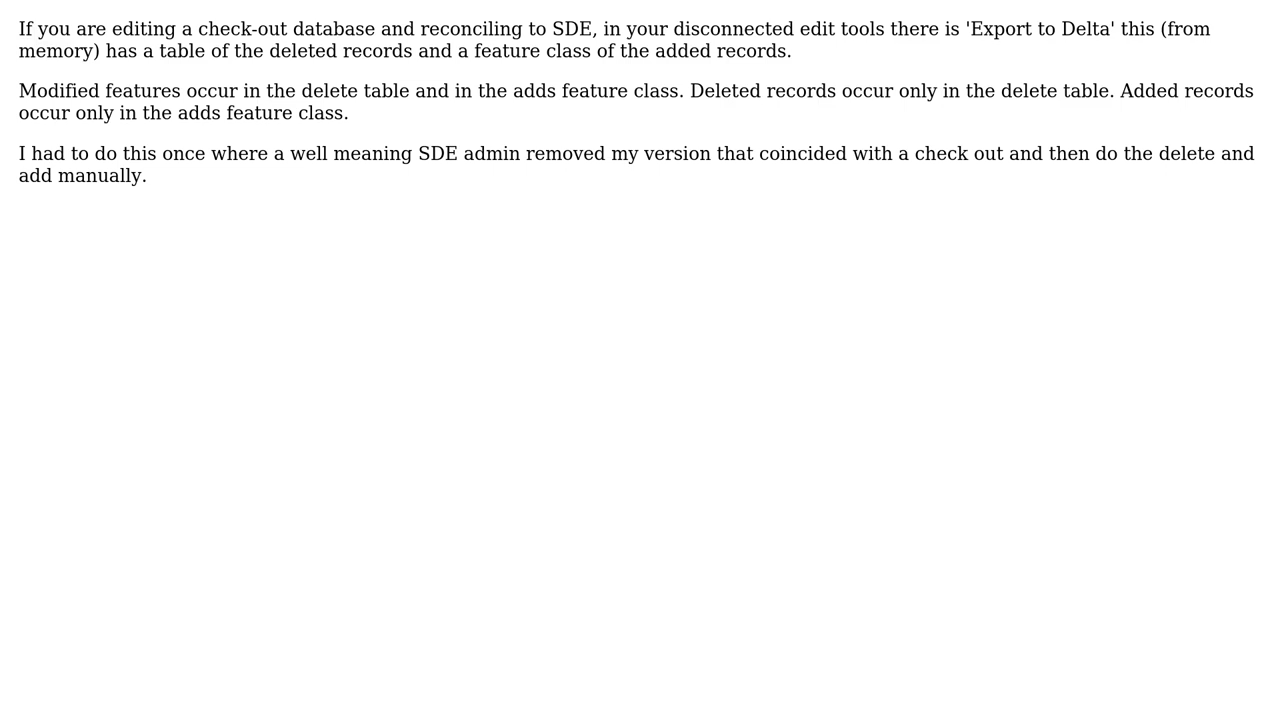 If you are editing a check-out database and reconciling to SDE, in your disconnected edit tools there is 'Export to Delta' this (from
memory) has a table of the deleted records and a feature class of the added records.
Modified features occur in the delete table and in the adds feature class. Deleted records occur only in the delete table. Added records
occur only in the adds feature class.
I had to do this once where a well meaning SDE admin removed my version that coincided with a check out and then do the delete and
add manually.